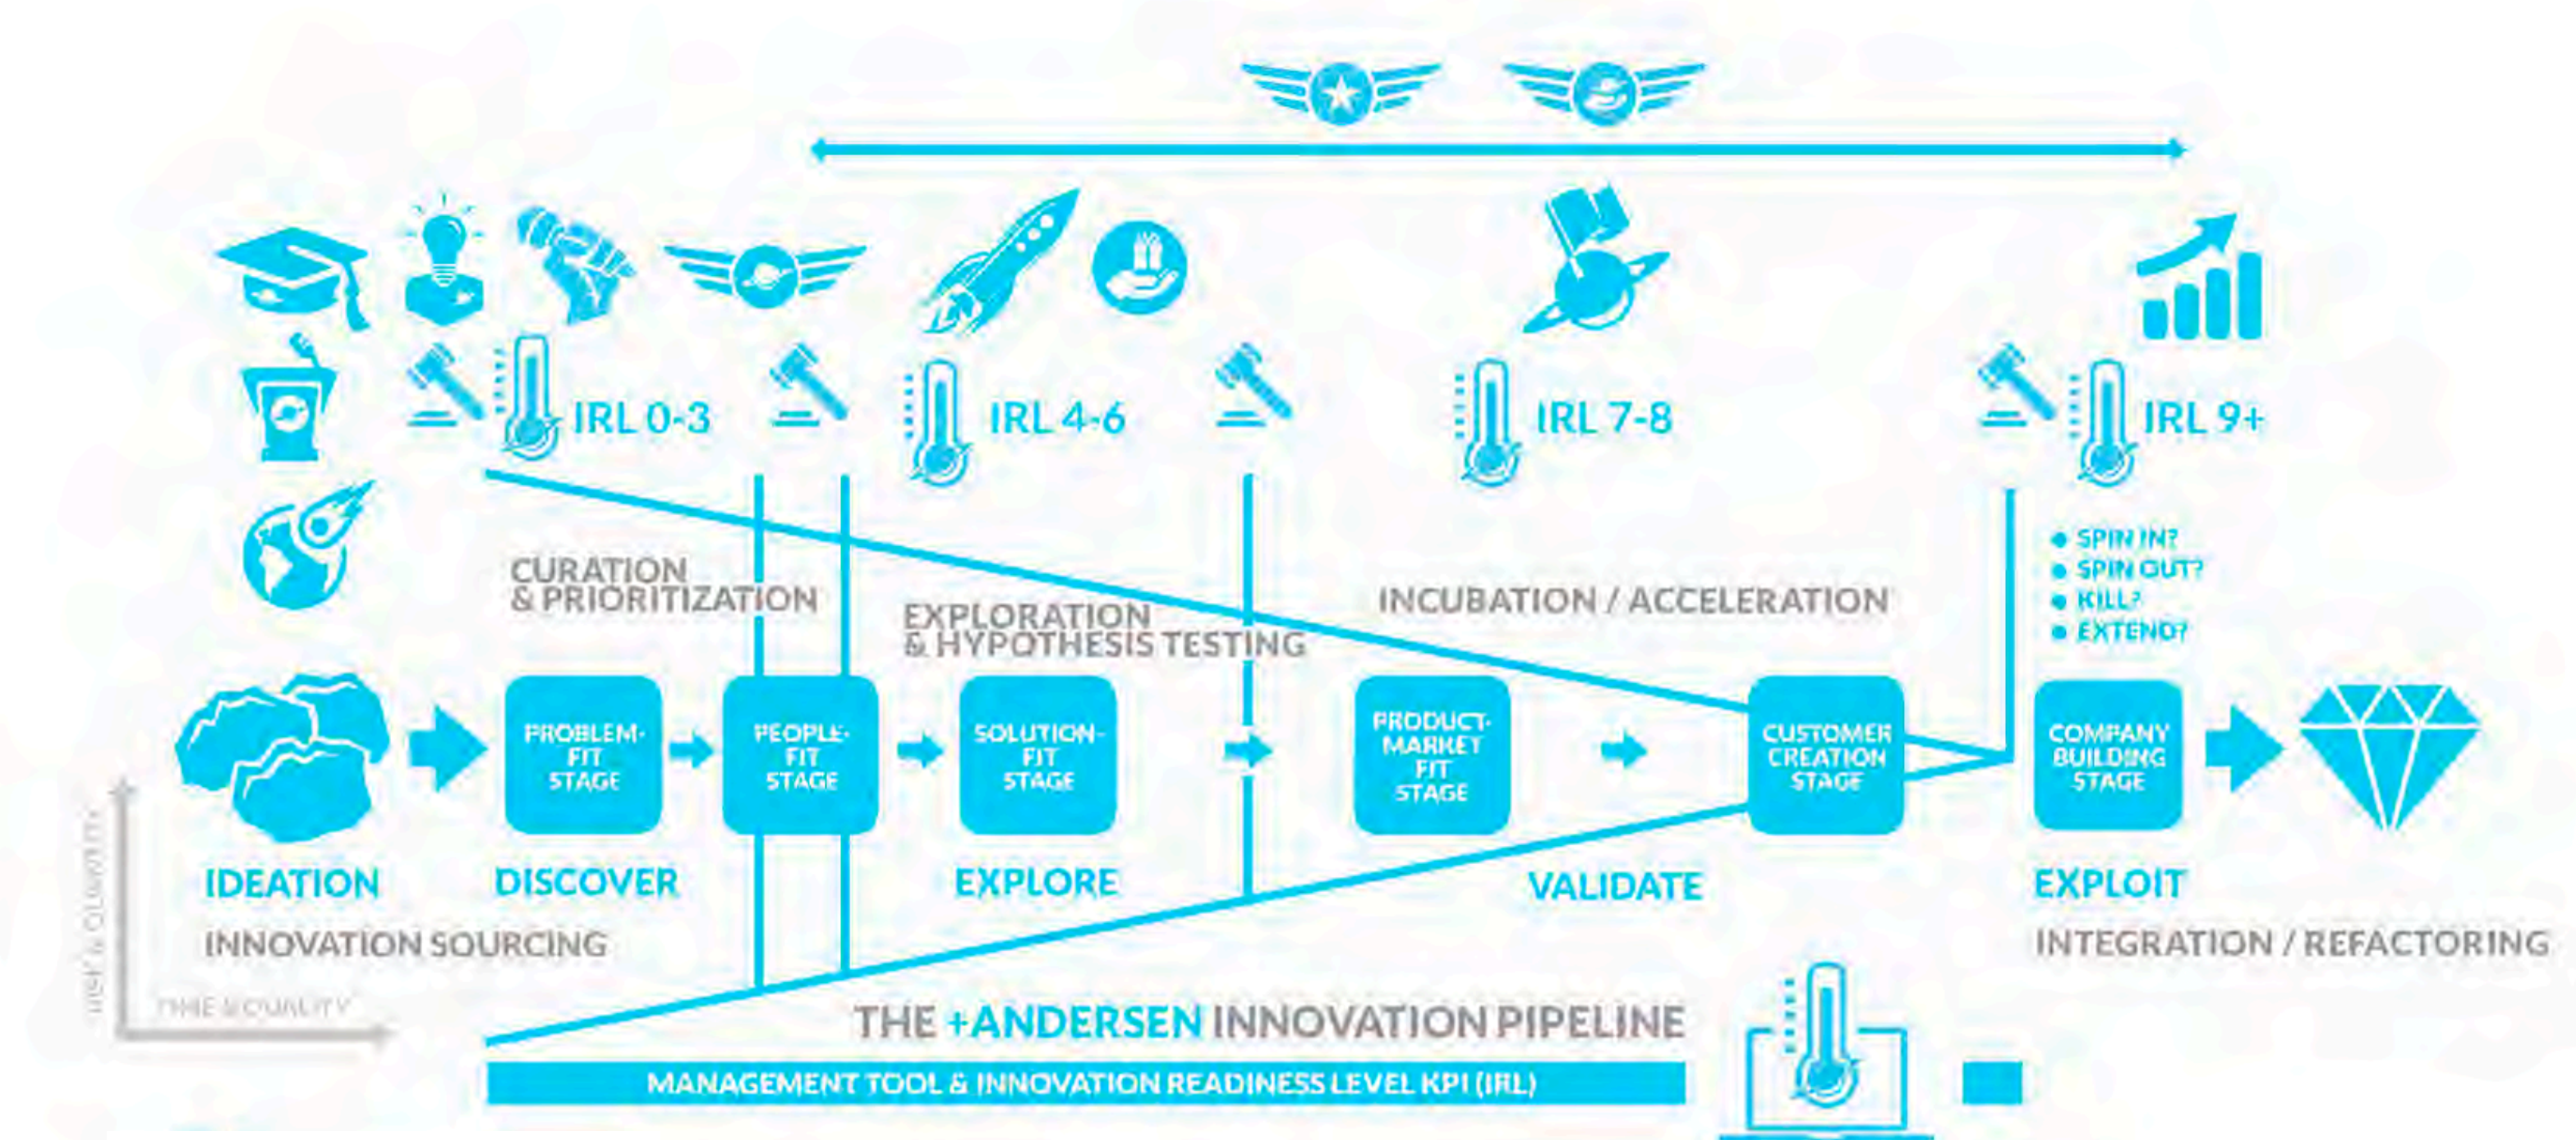 IRL 0-3
IRL 4-6
IRL 7-8
IRL 9+
SPIN IN?
SPIN OUT?
KILL?
EXTEND?
CURATION
& PRIORITIZATION
EXPLORATION
& HYPOTHESIS TESTING
INCUBATION / ACCELERATION
PROBLEM-
FIT
STAGE
PEOPLE-
FIT
STAGE
SOLUTION-
FIT
STAGE
PRODUCT-
MARKET
FIT
STAGE
CUSTOMER
CREATION
STAGE
COMPANY
BUILDING
STAGE
IDEATION
DISCOVER
EXPLORE
VALIDATE
EXPLOIT
INNOVATION SOURCING
INTEGRATION / REFACTORING
TIME & QUALITY
THE +ANDERSEN INNOVATION PIPELINE
MANAGEMENT TOOL & INNOVATION READINESS LEVEL KPI (IRL)